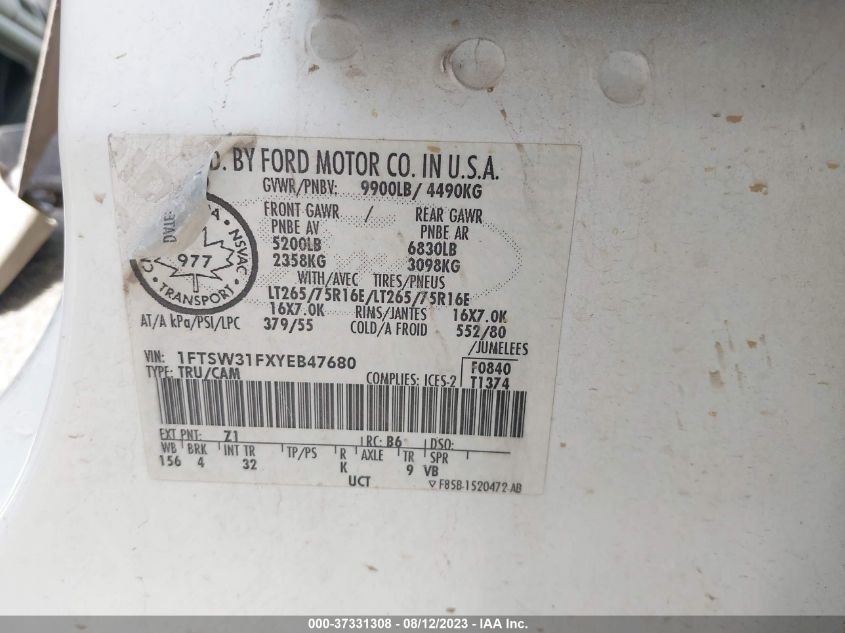 D. BY FORD MOTOR CO. IN U.S.A.
GVWR/PNBV: 9900LB/ 4490KG
FRONT GAWR / REAR GAWR
PNBE AV PNBE AR
5200LB 6830LB
2358KG 3098KG
WITH/AVEC TIRES/PNEUS
LT265/75R16E/LT265/75R16E
16X7.0K RIMS/JANTES 16X7.0K
AT/A kPa/PSI/LPC 379/55 COLD/A FROID 552/80
/JUMELEES
VIN: 1FTSW31FXYEB47680
F0840
TYPE: TRU/CAM COMPLIES: ICES-2 T1374
EXT PNT: Z1 RC: B6 DSO:
WB BRK INT TR TP/PS R AXLE TR SPR
156 4 32 K 9 VB
UCT ▽ F85B-1520472-AB
977
TRANSPORT
NSVAC
000-37331308 - 08/12/2023 - IAA Inc.